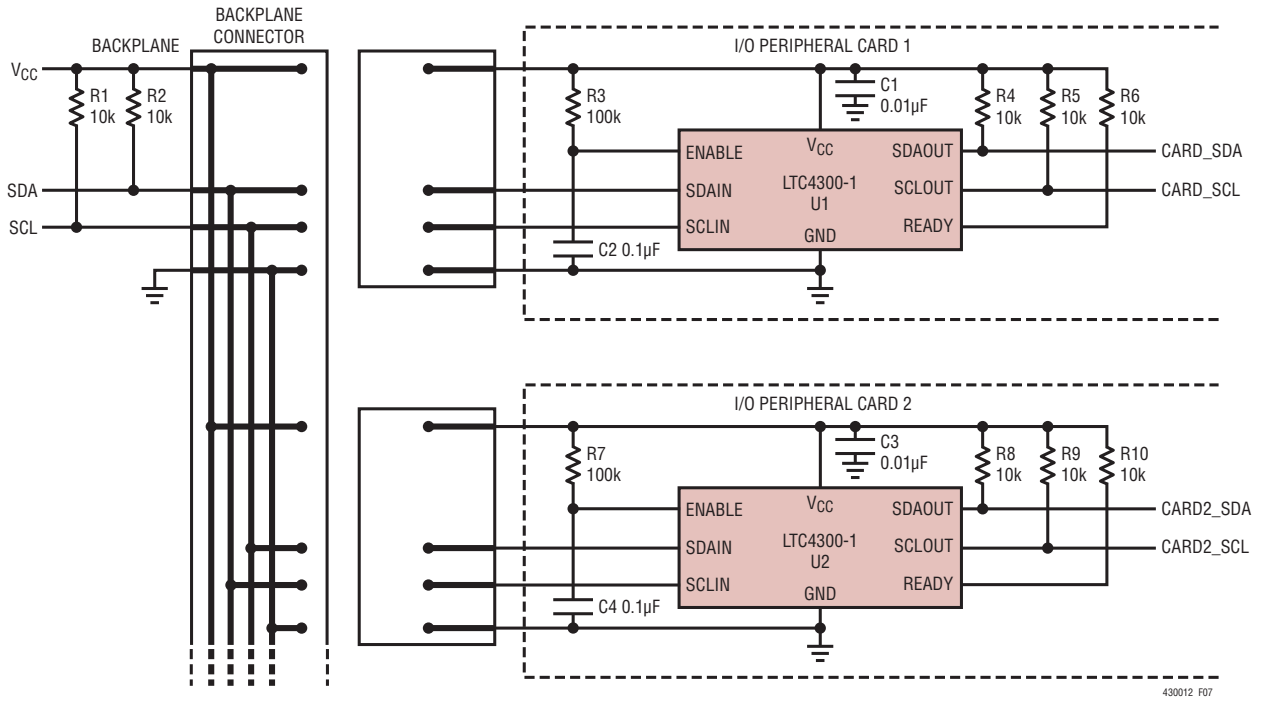 BACKPLANE
CONNECTOR
BACKPLANE
VCC
R1
10k
R2
10k
SDA
SCL
I/O PERIPHERAL CARD 1
R3
100k
C1
0.01µF
R4
10k
R5
10k
R6
10k
ENABLE
VCC
SDAOUT
CARD_SDA
SDAIN
LTC4300-1
U1
SCLOUT
CARD_SCL
SCLIN
GND
READY
C2 0.1µF
I/O PERIPHERAL CARD 2
R7
100k
C3
0.01µF
R8
10k
R9
10k
R10
10k
ENABLE
VCC
SDAOUT
CARD2_SDA
SDAIN
LTC4300-1
U2
SCLOUT
CARD2_SCL
SCLIN
GND
READY
C4 0.1µF
430012 F07